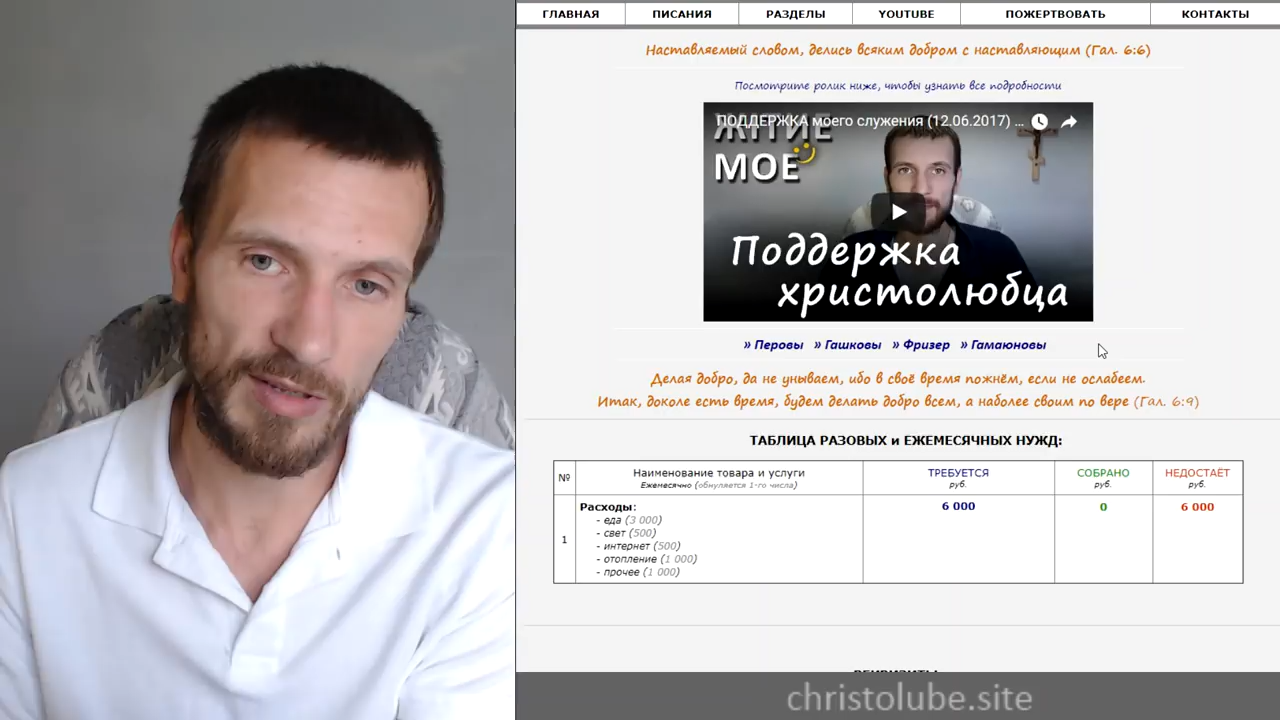 ГЛАВНАЯ ПИСАНИЯ РАЗДЕЛЫ YOUTUBE ПОЖЕРТВОВАТЬ КОНТАКТЫ
Наставляемый словом, делись всяким добром с наставляющим (Гал. 6:6)
Посмотрите ролик ниже, чтобы узнать все подробности
ПОДДЕРЖКА моего служения (12.06.2017) ...
ЖИТИЕ
МОЕ
Поддержка
христолюбца
» Перовы » Гашковы » Фризер » Гамаюновы
Делая добро, да не унываем, ибо в своё время пожнём, если не ослабеем.
Итак, доколе есть время, будем делать добро всем, а наболее своим по вере (Гал. 6:9)
ТАБЛИЦА РАЗОВЫХ и ЕЖЕМЕСЯЧНЫХ НУЖД:
№ Наименование товара и услуги ТРЕБУЕТСЯ СОБРАНО НЕДОСТАЁТ
Ежемесячно (обнуляется 1-го числа) руб. руб. руб.
Расходы: 6 000 0 6 000
- еда (3 000)
- свет (500)
1 - интернет (500)
- отопление (1 000)
- прочее (1 000)
christolube.site